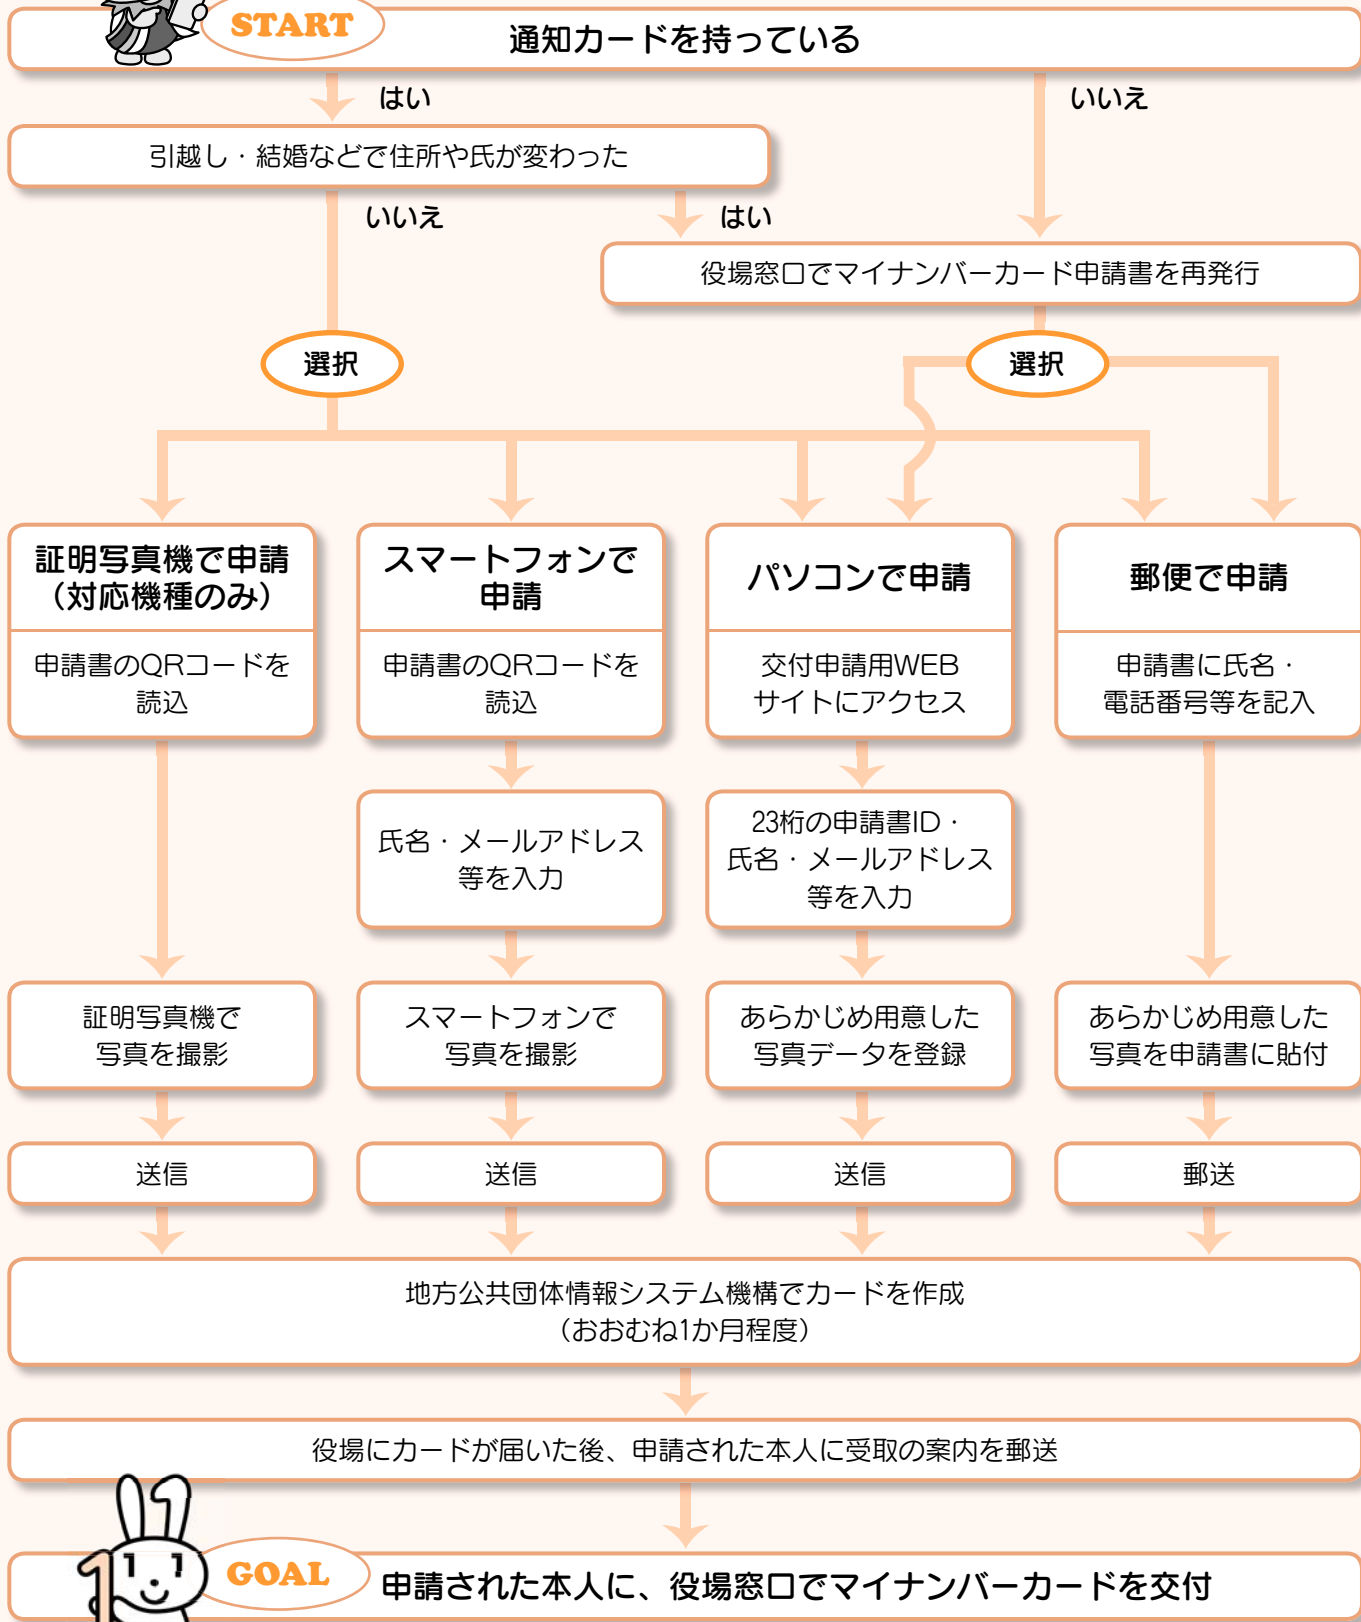 START
通知カードを持っている
はい
いいえ
引越し・結婚などで住所や氏が変わった
いいえ
はい
役場窓口でマイナンバーカード申請書を再発行
選択
選択
証明写真機で申請
（対応機種のみ）
申請書のQRコードを
読込
スマートフォンで
申請
申請書のQRコードを
読込
パソコンで申請
交付申請用WEB
サイトにアクセス
郵便で申請
申請書に氏名・
電話番号等を記入
氏名・メールアドレス
等を入力
23桁の申請書ID・
氏名・メールアドレス
等を入力
証明写真機で
写真を撮影
スマートフォンで
写真を撮影
あらかじめ用意した
写真データを登録
あらかじめ用意した
写真を申請書に貼付
送信
送信
送信
郵送
地方公共団体情報システム機構でカードを作成
（おおむね1か月程度）
役場にカードが届いた後、申請された本人に受取の案内を郵送
GOAL
申請された本人に、役場窓口でマイナンバーカードを交付